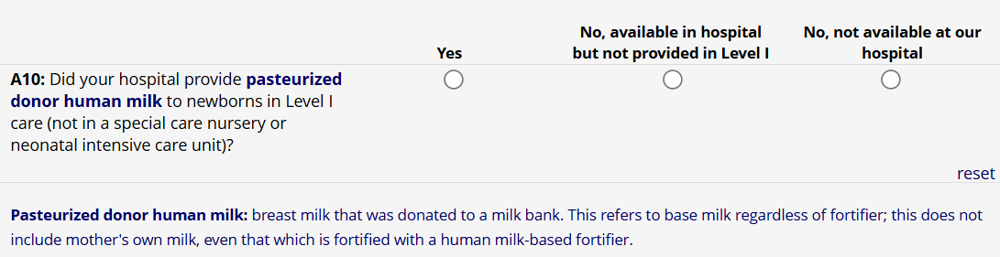 No, available in hospital No, not available at our
Yes but not provided in Level I hospital
A10: Did your hospital provide pasteurized
donor human milk to newborns in Level I
care (not in a special care nursery or
neonatal intensive care unit)?
reset
Pasteurized donor human milk: breast milk that was donated to a milk bank. This refers to base milk regardless of fortifier; this does not
include mother's own milk, even that which is fortified with a human milk-based fortifier.